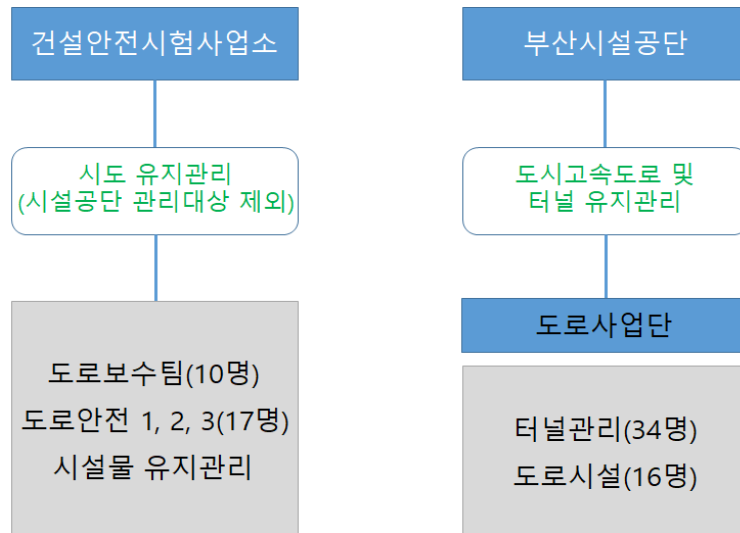 건설안전시험사업소
시도 유지관리
(시설공단 관리대상 제외)
도로보수팀(10명)
도로안전 1, 2, 3(17명)
시설물 유지관리
부산시설공단
도시고속도로 및
터널 유지관리
도로사업단
터널관리(34명)
도로시설(16명)